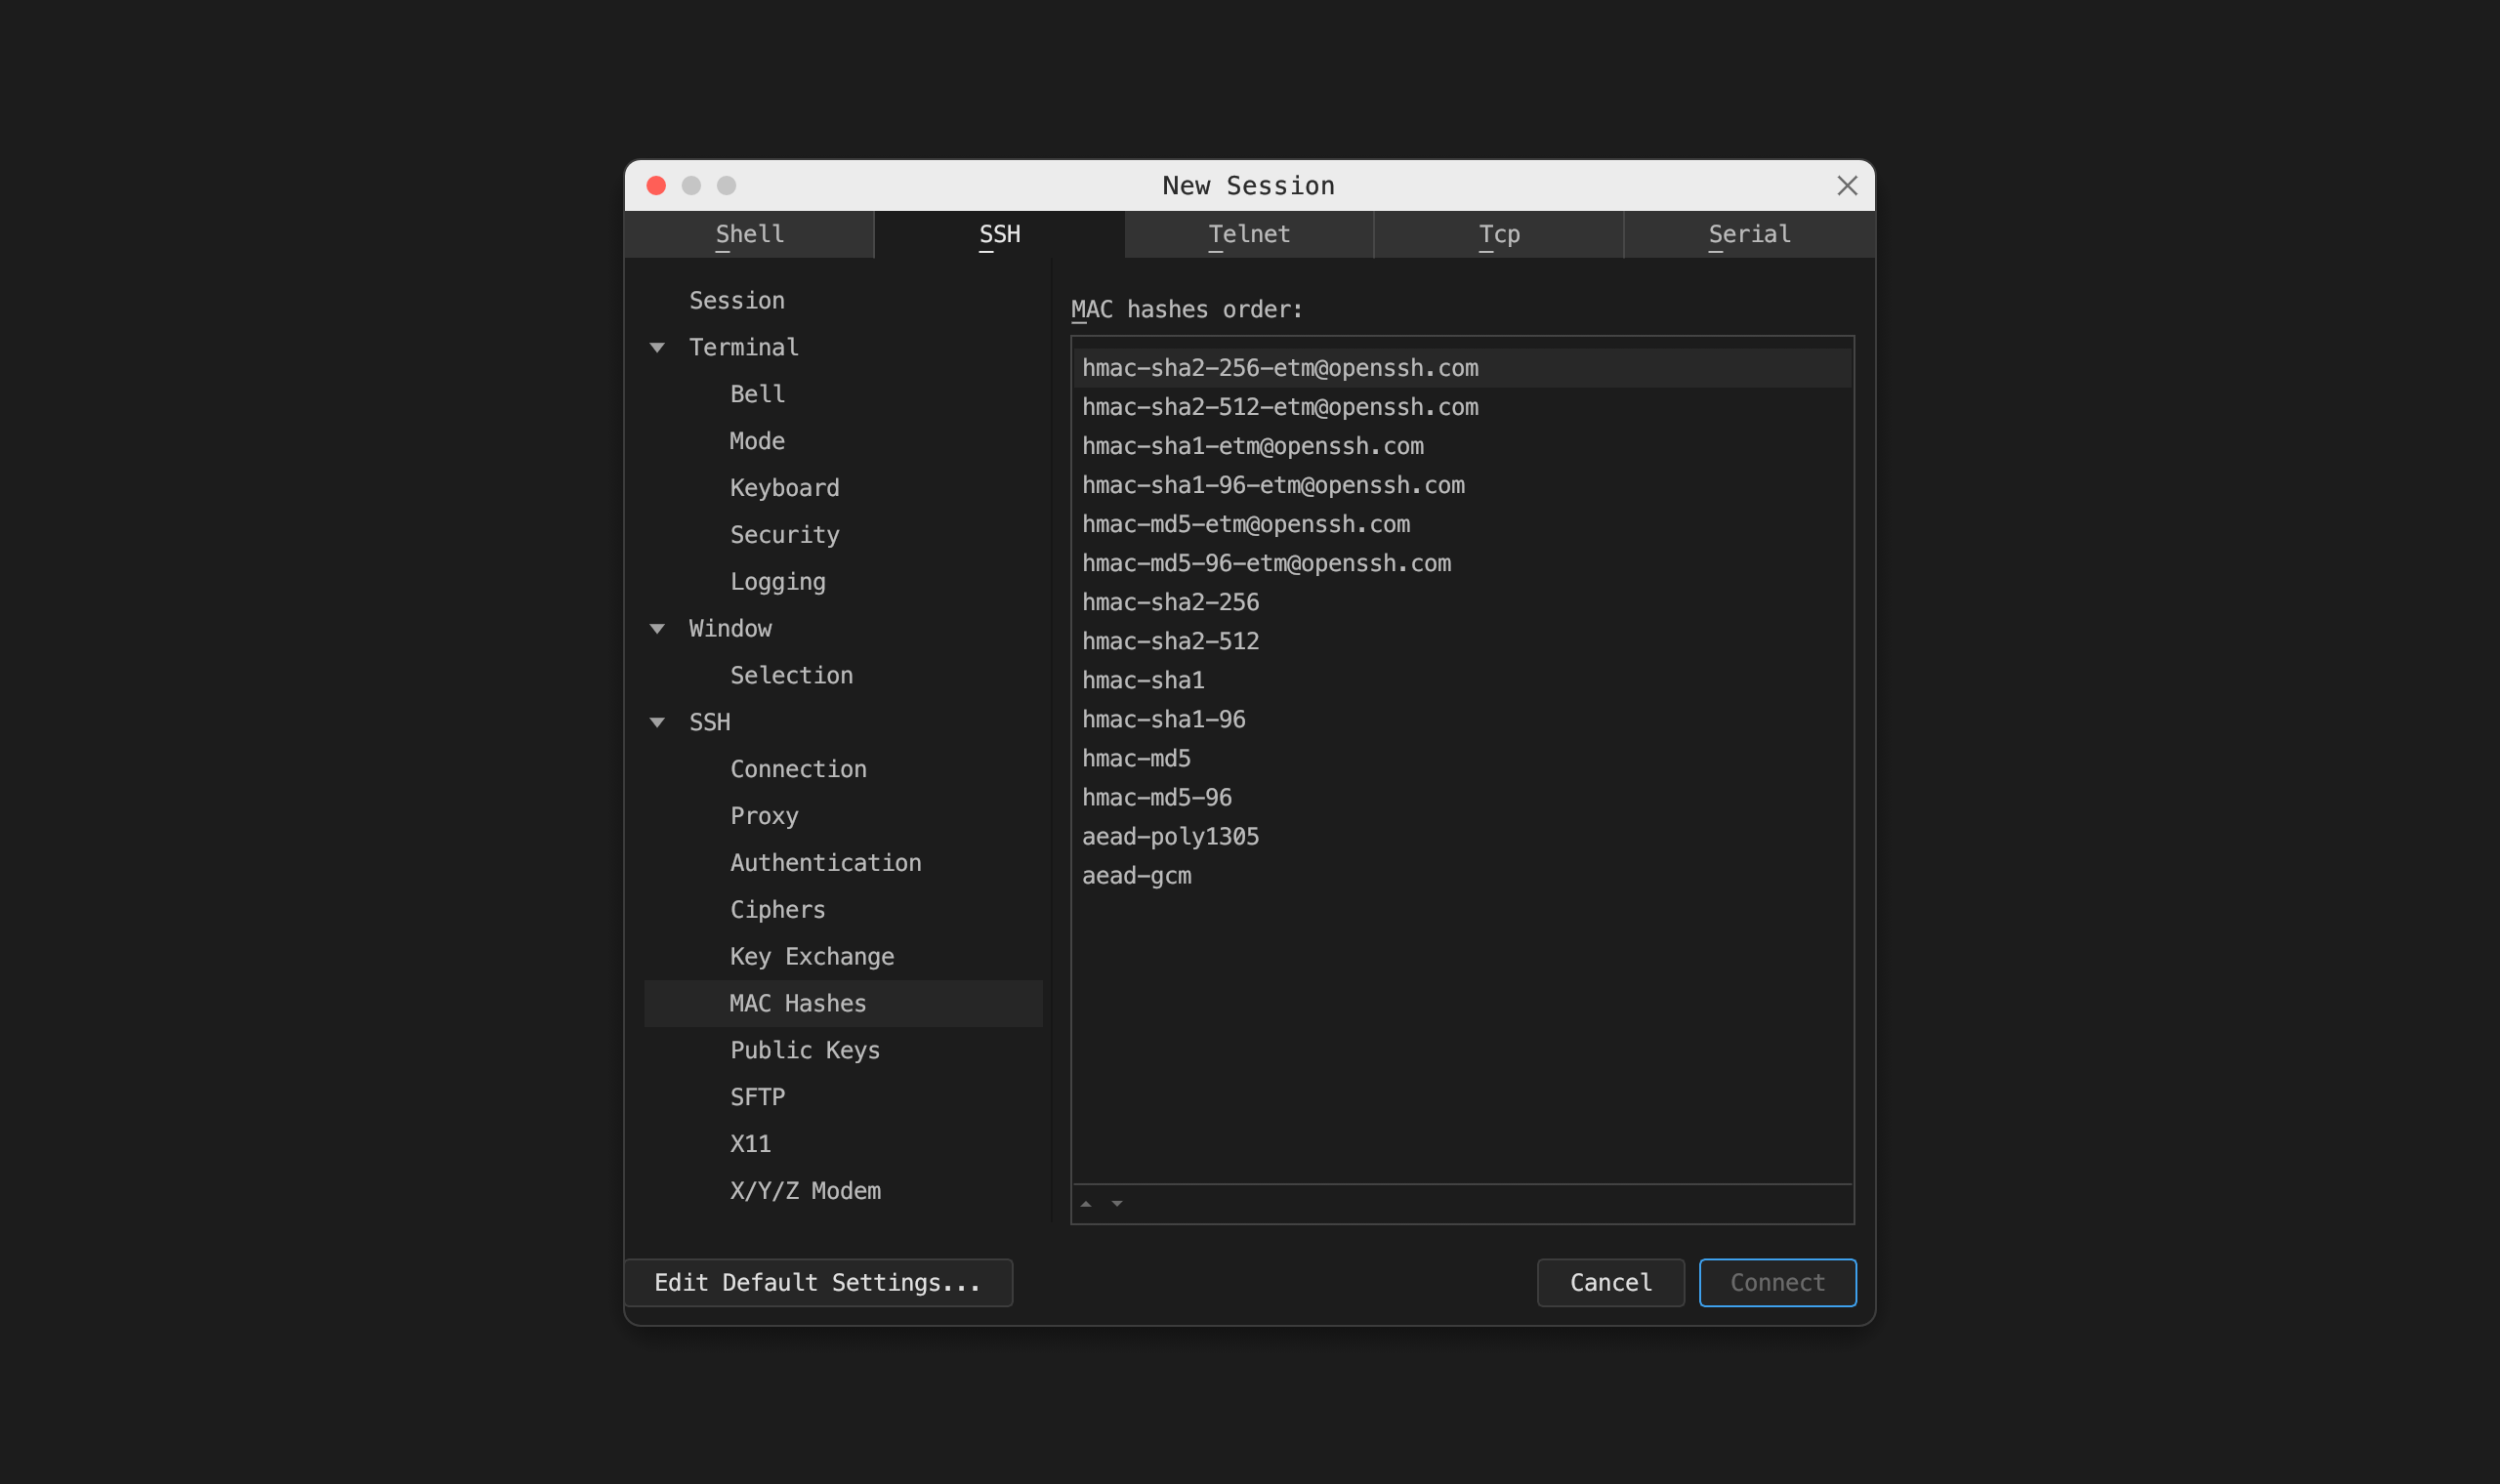 New Session
Shell
SSH
Telnet
Tcp
Serial
Session
Terminal
Bell
Mode
Keyboard
Security
Logging
Window
Selection
SSH
Connection
Proxy
Authentication
Ciphers
Key Exchange
MAC Hashes
Public Keys
SFTP
X11
X/Y/Z Modem
MAC hashes order:
hmac-sha2-256-etm@openssh.com
hmac-sha2-512-etm@openssh.com
hmac-sha1-etm@openssh.com
hmac-sha1-96-etm@openssh.com
hmac-md5-etm@openssh.com
hmac-md5-96-etm@openssh.com
hmac-sha2-256
hmac-sha2-512
hmac-sha1
hmac-sha1-96
hmac-md5
hmac-md5-96
aead-poly1305
aead-gcm
Edit Default Settings...
Cancel
Connect